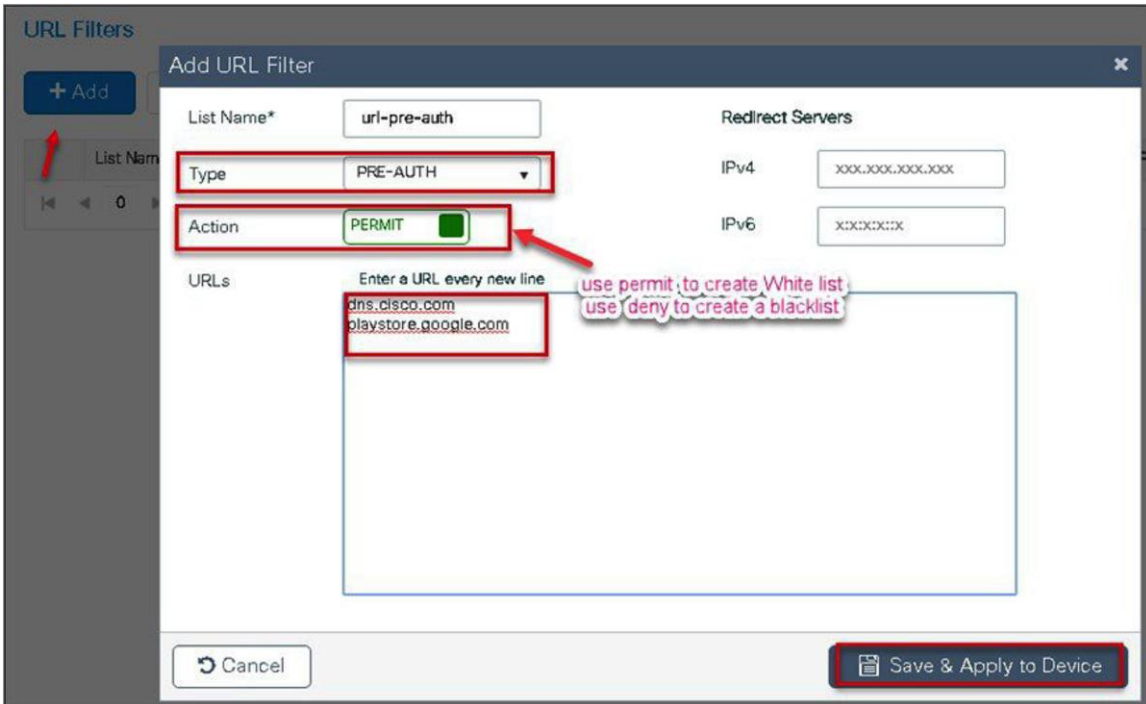 URL Filters
+ Add
Add URL Filter
List Name* url-pre-auth Redirect Servers
List Nam
Type PRE-AUTH IPv4 xxx.xxx.xxx.xxx
0
Action PERMIT IPv6 x:x:x:x::x
URLs Enter a URL every new line
use permit to create White list
use deny to create a blacklist
dns.cisco.com
playstore.google.com
Cancel Save & Apply to Device